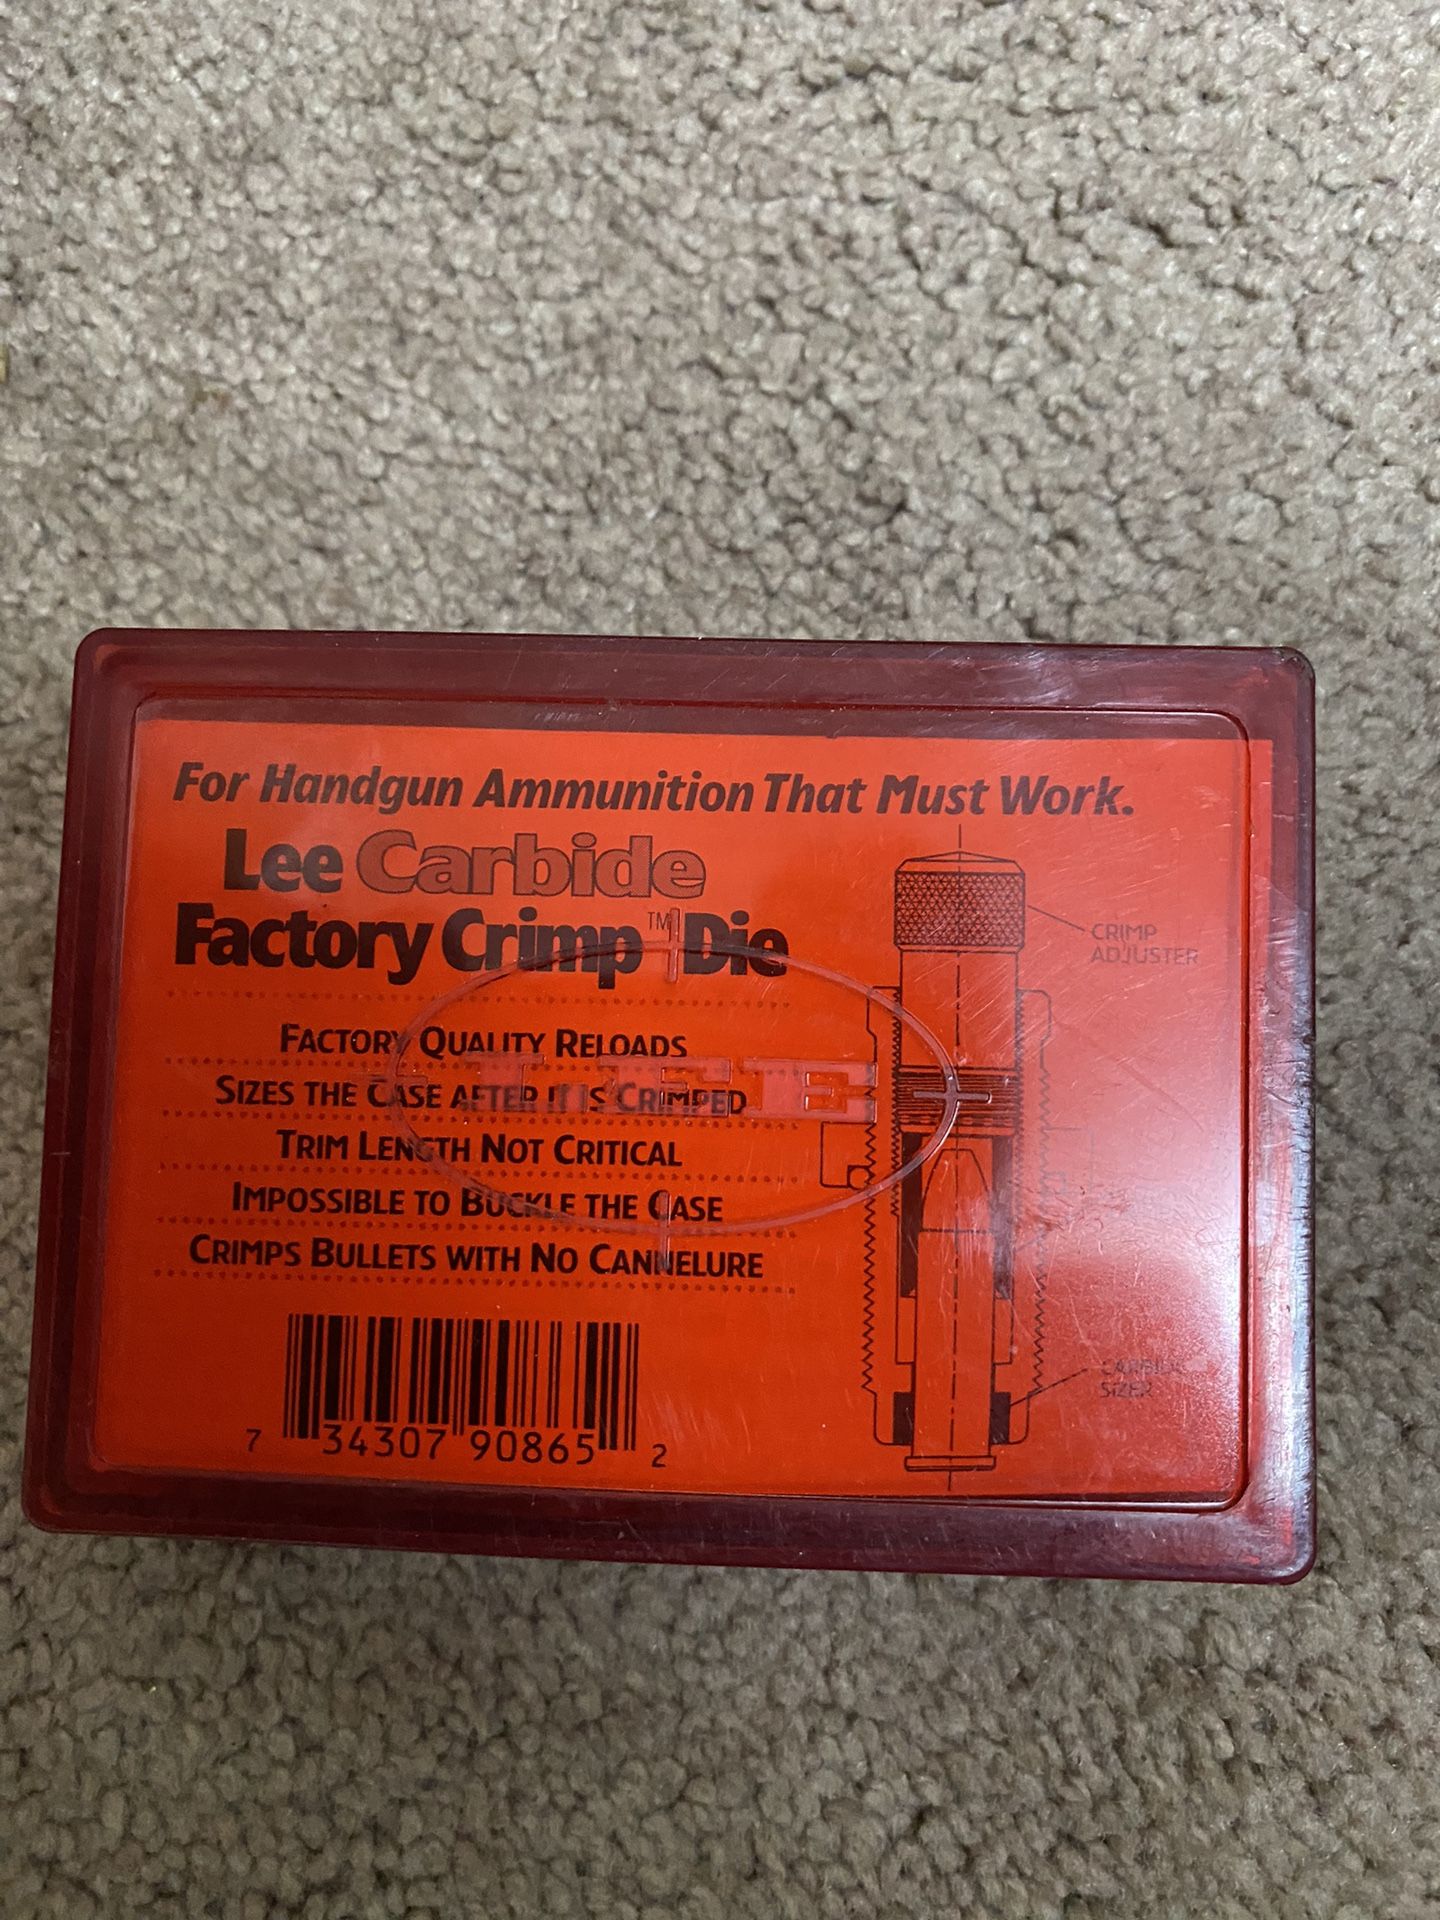 For Handgun Ammunition That Must Work.
Lee Carbide
Factory Crimp™ Die
FACTORY QUALITY RELOADS
SIZES THE CASE AFTER IT IS CRIMPED
TRIM LENGTH NOT CRITICAL
IMPOSSIBLE TO BUCKLE THE CASE
CRIMPS BULLETS WITH NO CANNELURE
CRIMP
ADJUSTER
CARBIDE
SIZER
7 34307 90865 2